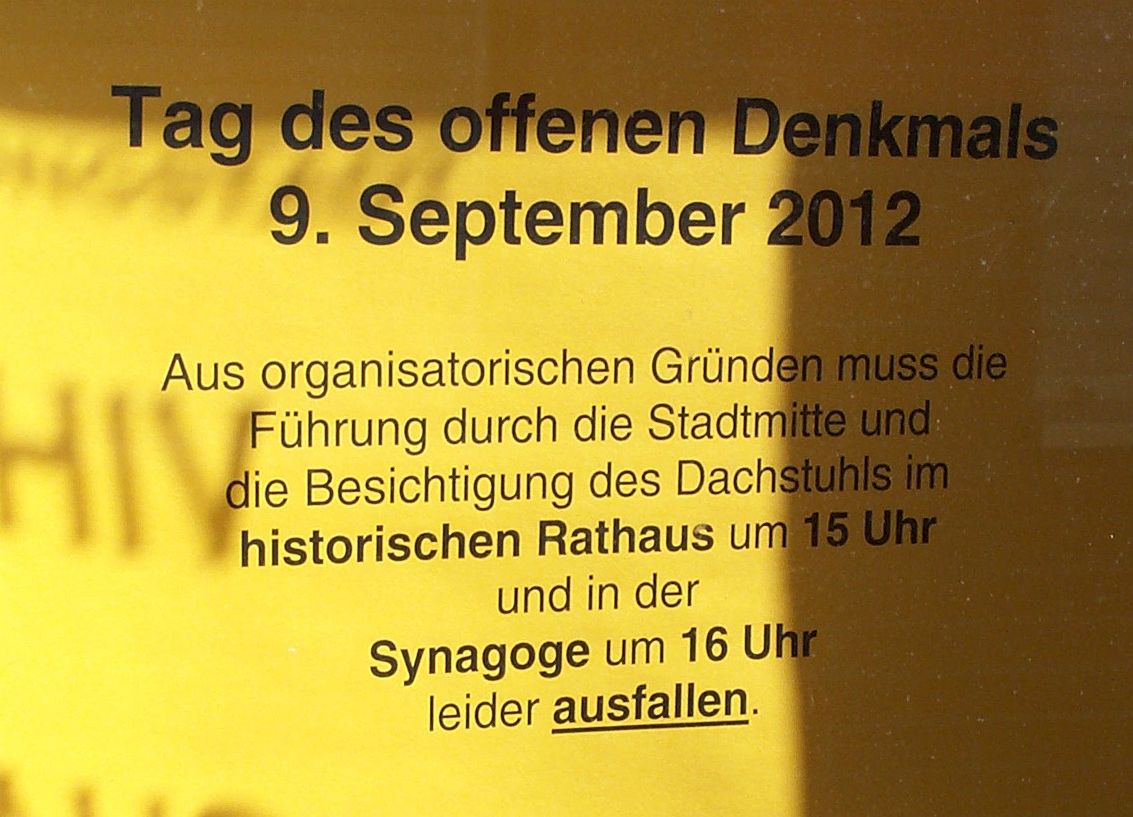 Tag des offenen Denkmals
9. September 2012
Aus organisatorischen Gründen muss die
Führung durch die Stadtmitte und
die Besichtigung des Dachstuhls im
historischen Rathaus um 15 Uhr
und in der
Synagoge um 16 Uhr
leider ausfallen.